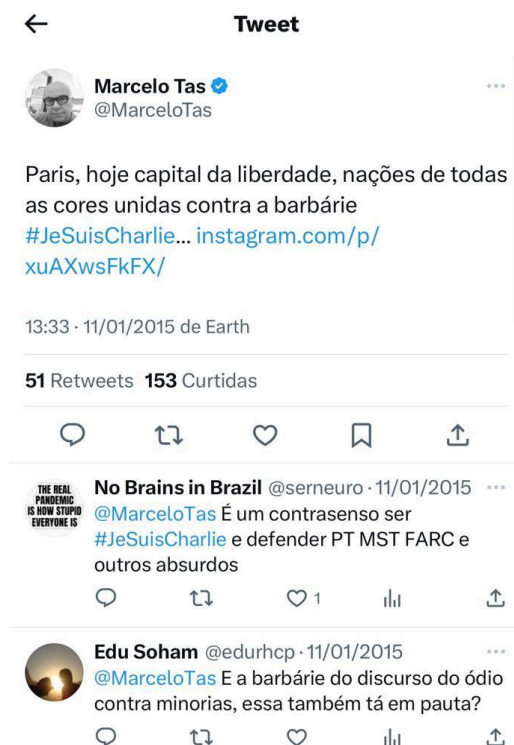 Tweet
Marcelo Tas
@MarceloTas
Paris, hoje capital da liberdade, nações de todas
as cores unidas contra a barbárie
#JeSuisCharlie... instagram.com/p/
xuAXwsFkFX/
13:33 · 11/01/2015 de Earth
51 Retweets 153 Curtidas
THE REAL
PANDEMIC
IS HOW STUPID
EVERYONE IS
No Brains in Brazil @serneuro · 11/01/2015
@MarceloTas É um contrasenso ser
#JeSuisCharlie e defender PT MST FARC e
outros absurdos
1
Edu Soham @edurhcp · 11/01/2015
@MarceloTas E a barbárie do discurso do ódio
contra minorias, essa também tá em pauta?